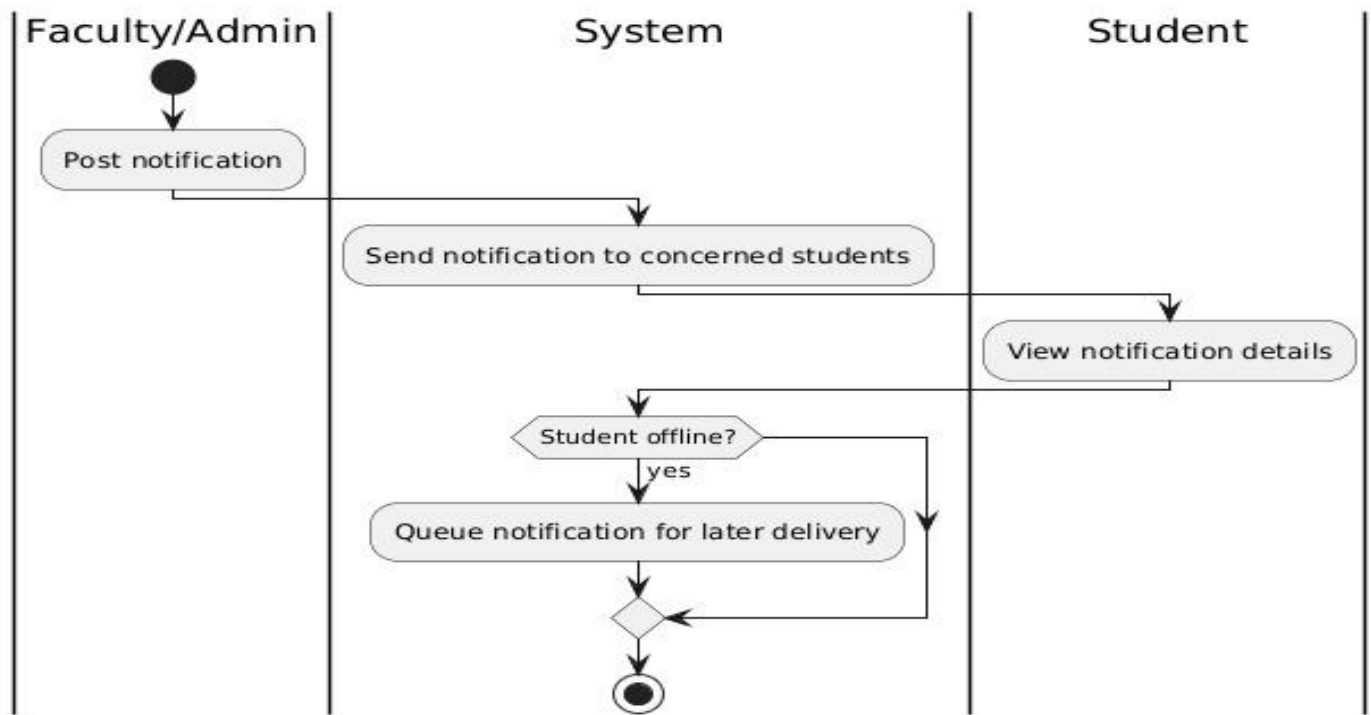 Faculty/Admin
System
Student
Post notification
Send notification to concerned students
View notification details
Student offline?
yes
Queue notification for later delivery